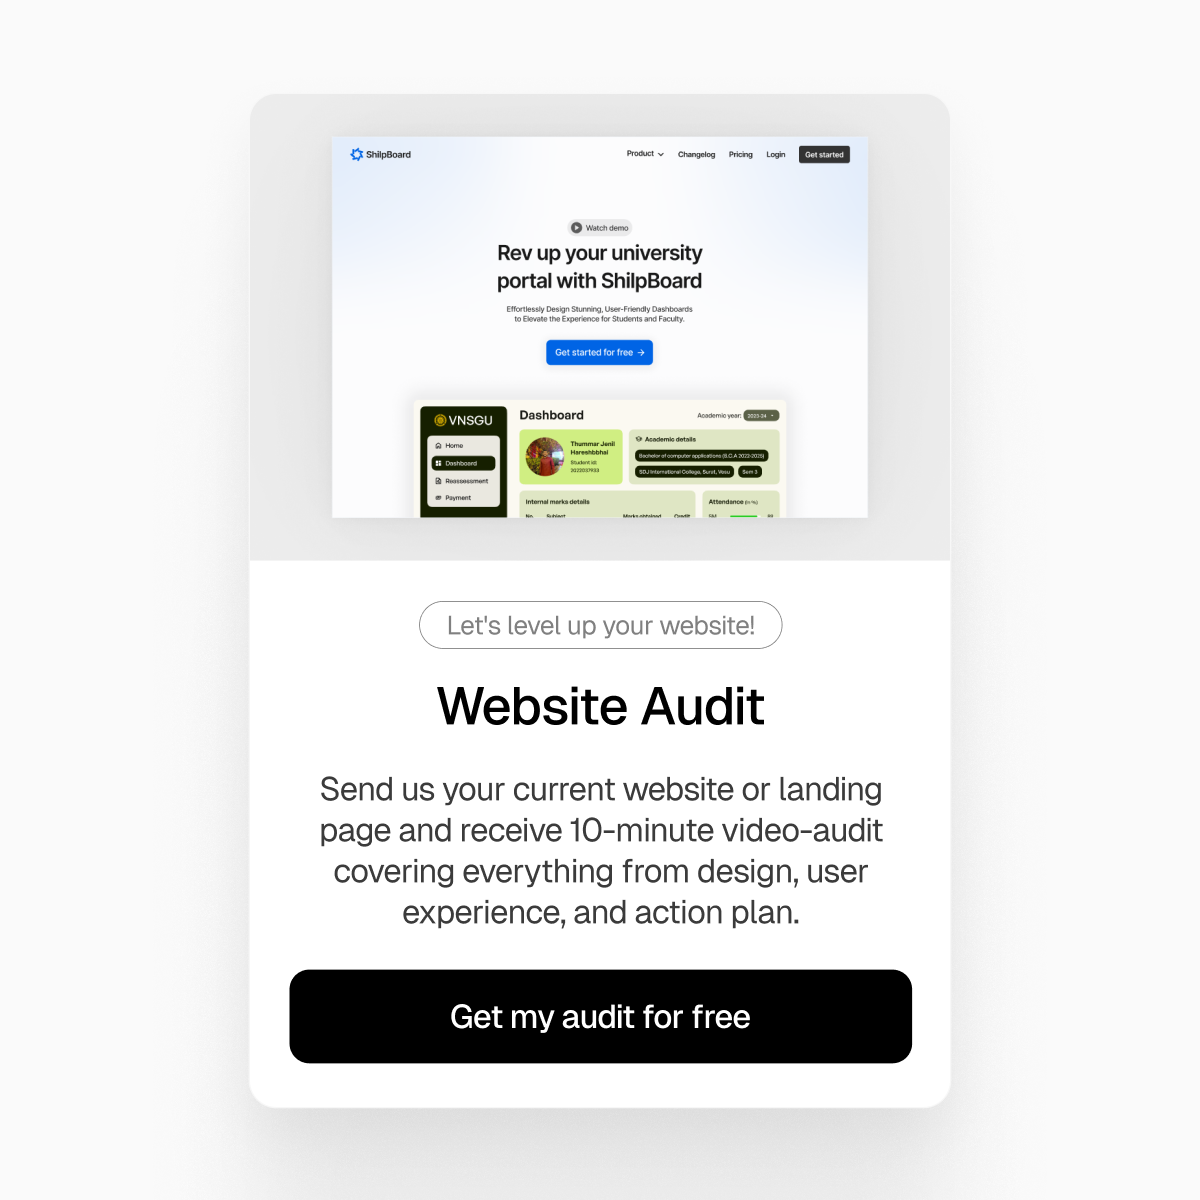 ShilpBoard
Product
Changelog
Pricing
Login
Get started
Watch demo
Rev up your university
portal with ShilpBoard
Effortlessly Design Stunning, User-Friendly Dashboards
to Elevate the Experience for Students and Faculty.
Get started for free →
VNSGU
Home
Dashboard
Reassessment
Payment
Dashboard
Academic year:
2023-24
Thummar Jenil
Hareshbbhai
Student id:
2022037933
Academic details
Bachelor of computer applications (B.C.A 2022-2025)
SDJ International College, Surat, Vesu
Sem 3
Internal marks details
No. Subject Marks obtained Credit
Attendance (in %)
Let's level up your website!
Website Audit
Send us your current website or landing
page and receive 10-minute video-audit
covering everything from design, user
experience, and action plan.
Get my audit for free